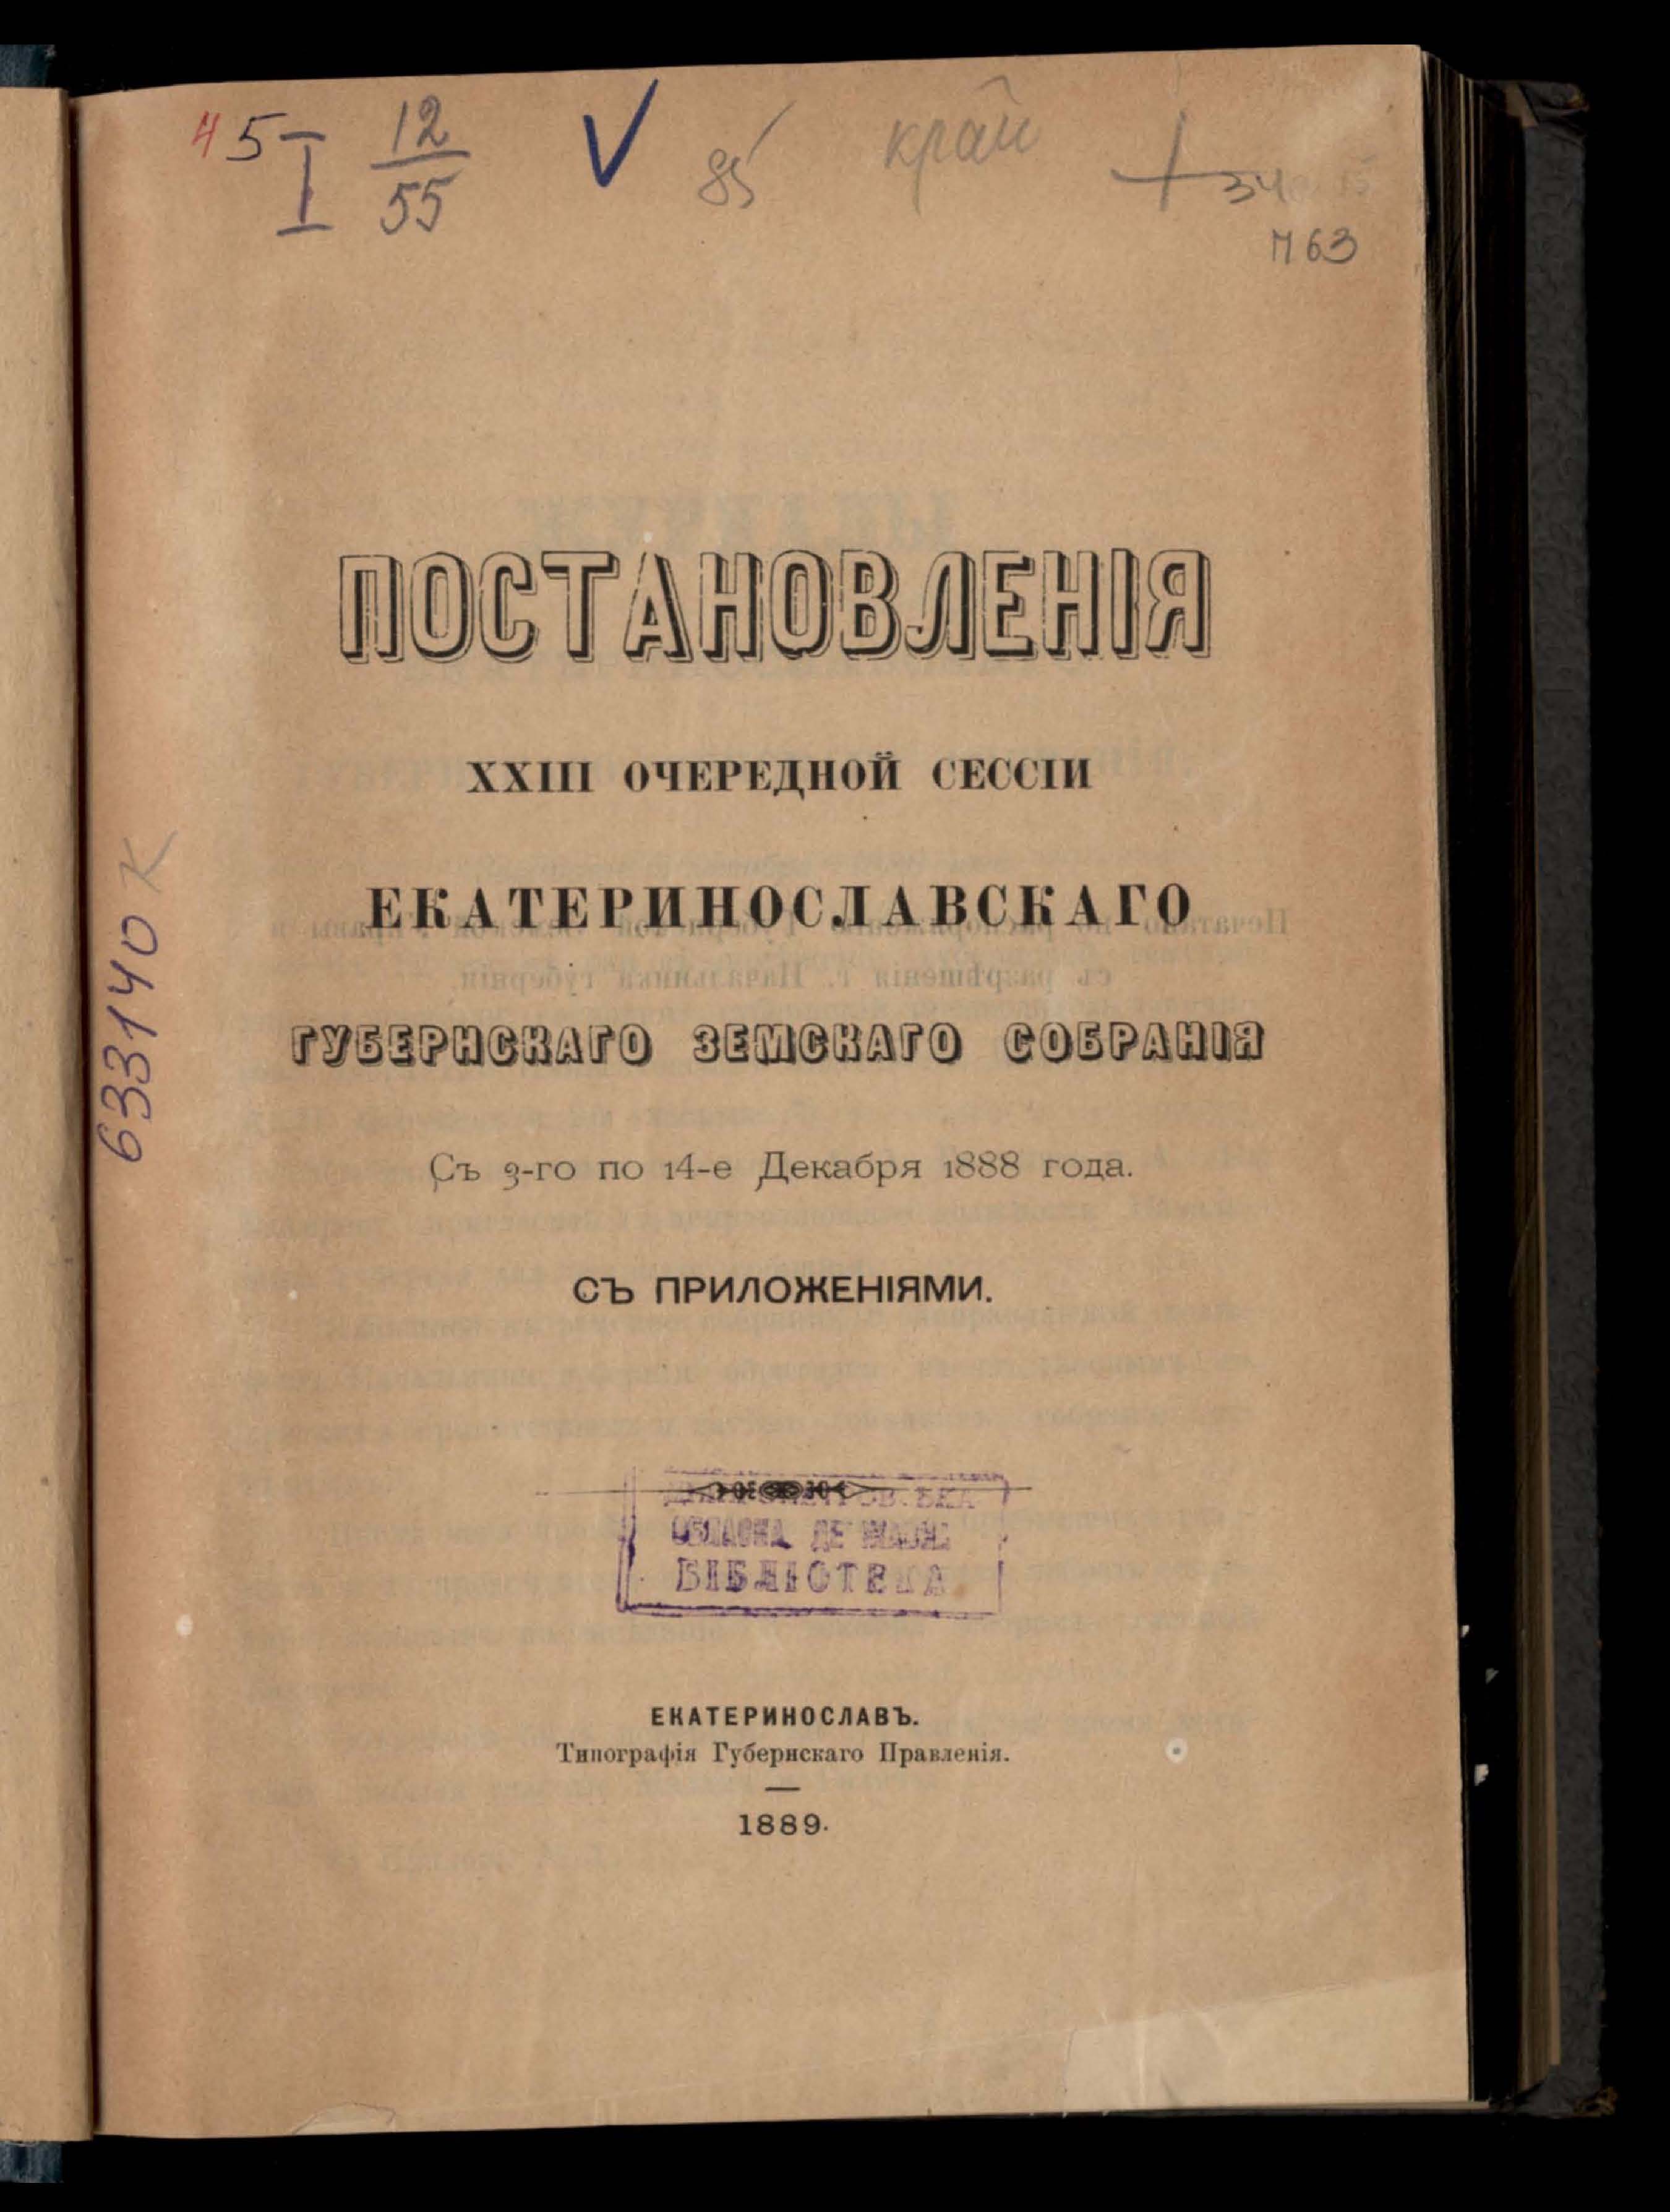 45 I 12/55 V 85 край
П 63
ПОСТАНОВЛЕНІЯ
XXIII ОЧЕРЕДНОЙ СЕССІИ
ЕКАТЕРИНОСЛАВСКАГО
ГУБЕРНСКАГО ЗЕМСКАГО СОБРАНІЯ
Съ 3-го по 14-е Декабря 1888 года.
СЪ ПРИЛОЖЕНІЯМИ.
БІБЛІОТЕКА
ЕКАТЕРИНОСЛАВЪ.
Типографія Губернскаго Правленія.
1889.
633140 К